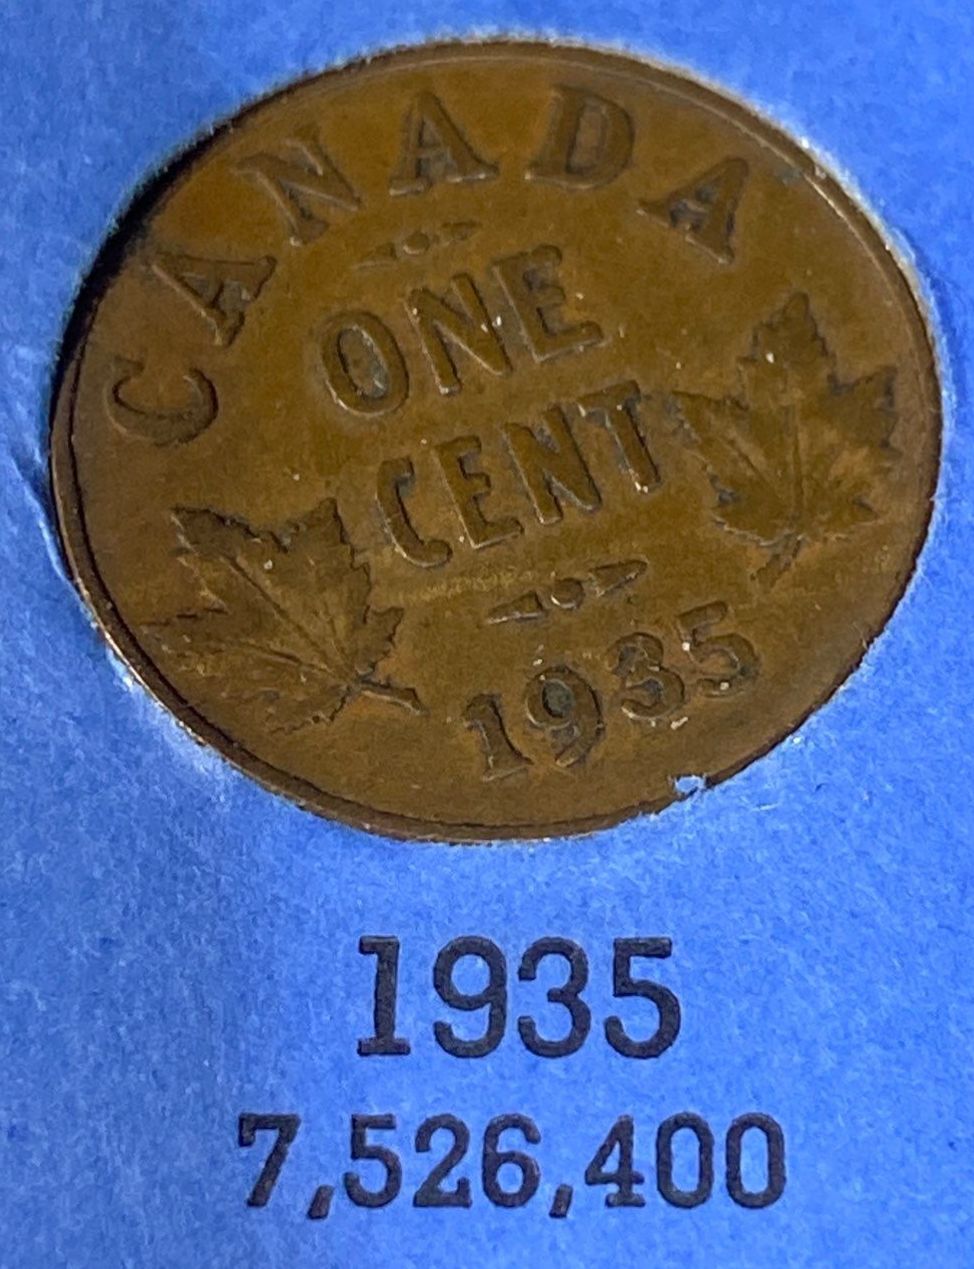 CANADA
ONE
CENT
1935
1935
7,526,400